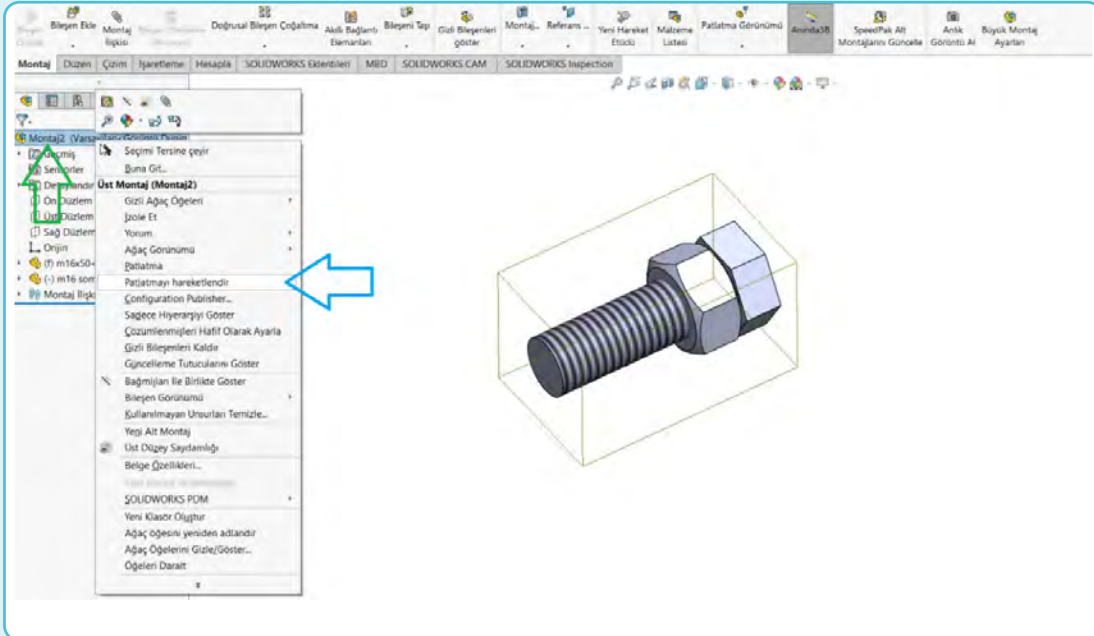 Bileşen Ekle
Montaj İlişkisi
Doğrusal Bileşen Çoğaltma
Akıllı Bağlantı Elemanları
Bileşeni Taşı
Gizli Bileşenleri göster
Montaj...
Referans ...
Yeni Hareket Etüdü
Malzeme Listesi
Patlatma Görünümü
Anında3B
SpeedPak Alt Montajlarını Güncelle
Anlık Görüntü Al
Büyük Montaj Ayarları
Montaj Düzen Çizim İşaretleme Hesapla SOLIDWORKS Eklentileri MBD SOLIDWORKS CAM SOLIDWORKS Inspection
Montaj2
Geçmiş
Sensörler
Ön Düzlem
Üst Düzlem
Sağ Düzlem
Orijin
(f) m16x50
(-) m16 som
Montaj İlişk
Seçimi Tersine çevir
Buna Git...
Üst Montaj (Montaj2)
Gizli Ağaç Öğeleri
İzole Et
Yorum
Ağaç Görünümü
Patlatma
Patlatmayı hareketlendir
Configuration Publisher...
Sadece Hiyerarşiyi Göster
Çözümlenmişleri Hafif Olarak Ayarla
Gizli Bileşenleri Kaldır
Güncelleme Tutucularını Göster
Bağımlıları İle Birlikte Göster
Bileşen Görünümü
Kullanılmayan Unsurları Temizle...
Yeni Alt Montaj
Üst Düzey Saydamlığı
Belge Özellikleri...
SOLIDWORKS PDM
Yeni Klasör Oluştur
Ağaç öğesini yeniden adlandır
Ağaç Öğelerini Gizle/Göster...
Öğeleri Daralt